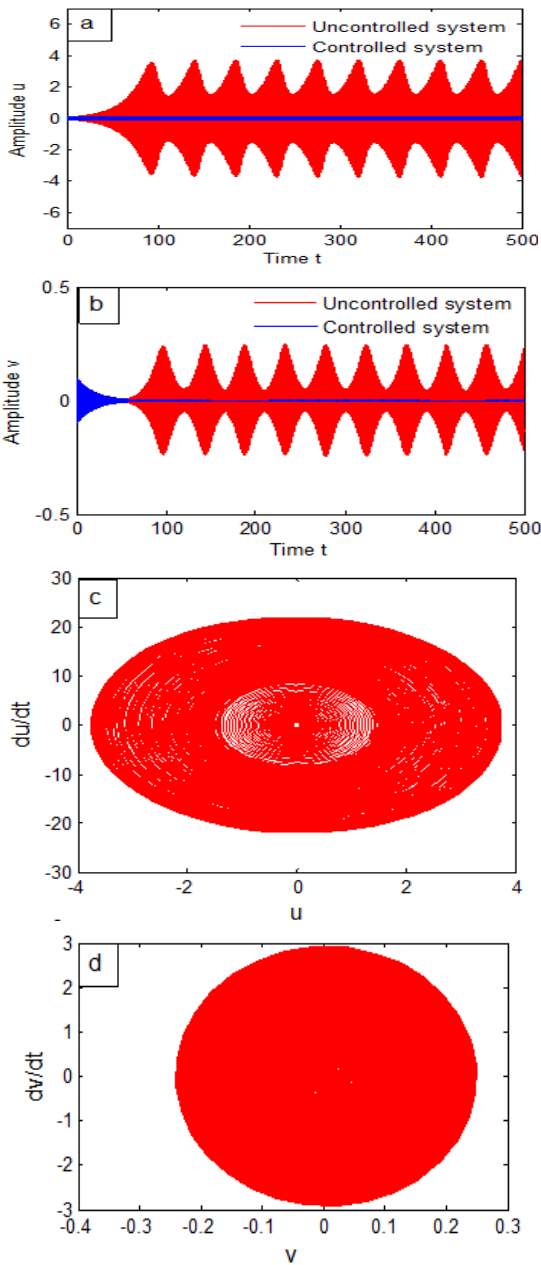 a
Uncontrolled system
Controlled system
6
4
2
0
-2
-4
-6
Amplitude u
0 100 200 300 400 500
Time t
b
Uncontrolled system
Controlled system
0.5
0
-0.5
Amplitude v
0 100 200 300 400 500
Time t
c
30
20
10
0
-10
-20
-30
du/dt
-4 -2 0 2 4
u
-
d
3
2
1
0
-1
-2
-3
dv/dt
-0.4 -0.3 -0.2 -0.1 0 0.1 0.2 0.3
v